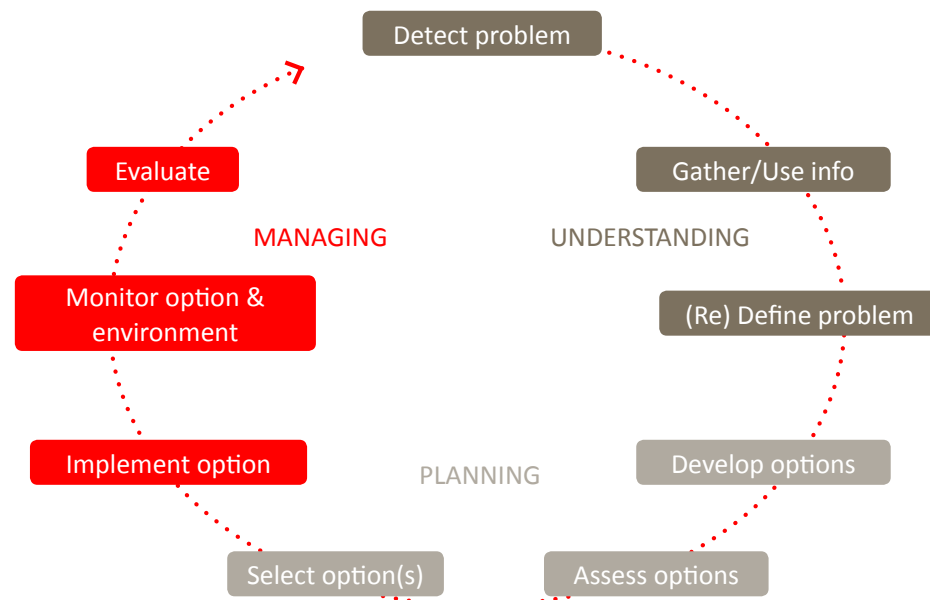 Detect problem
Evaluate
Gather/Use info
MANAGING
UNDERSTANDING
Monitor option &
environment
(Re) Define problem
Implement option
PLANNING
Develop options
Select option(s)
Assess options